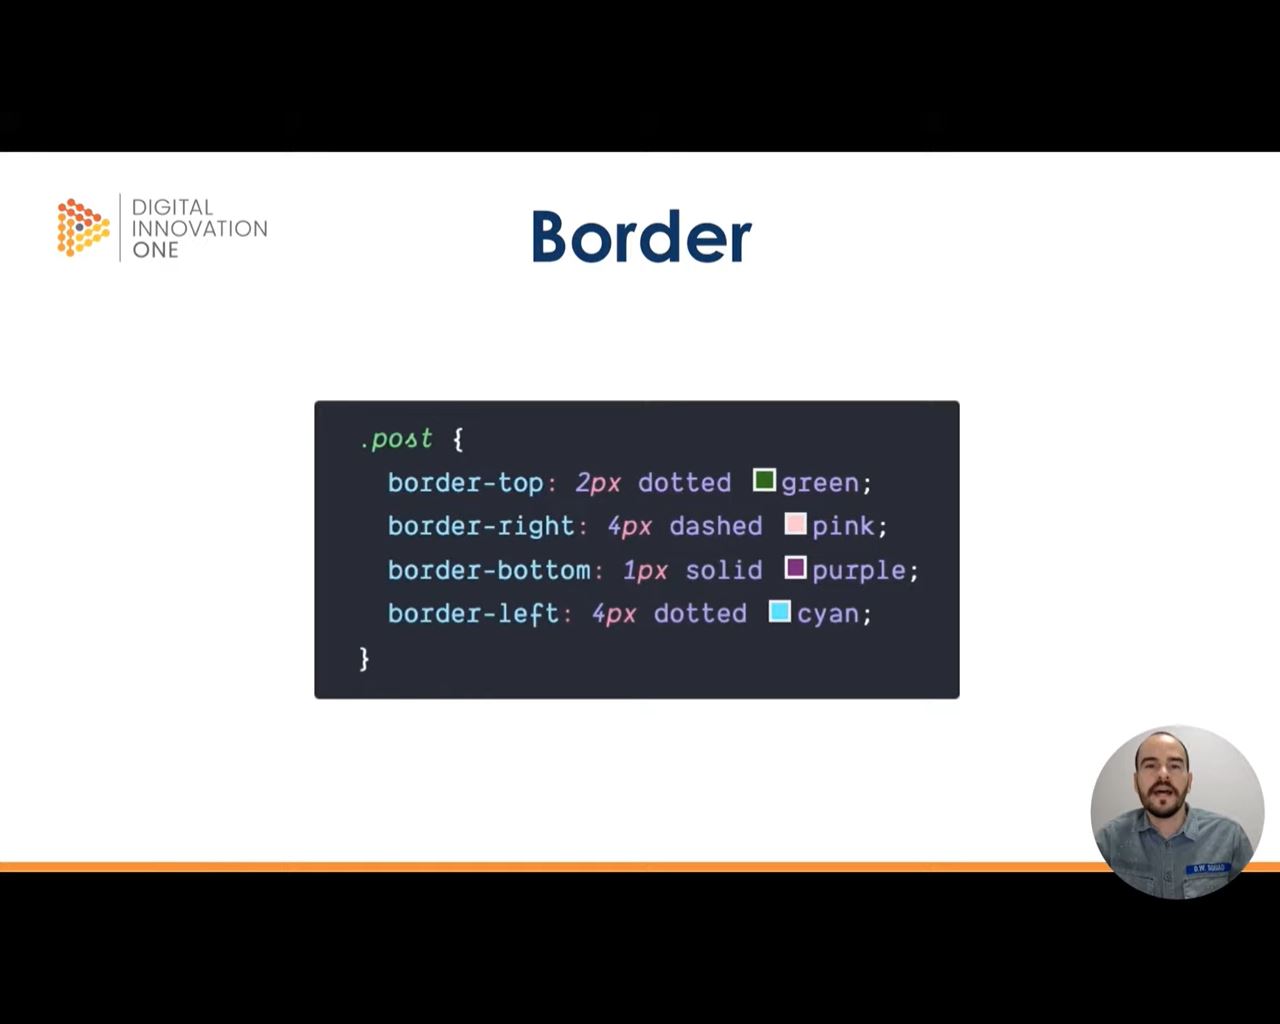 DIGITAL
INNOVATION
ONE
Border
.post {
border-top: 2px dotted green;
border-right: 4px dashed pink;
border-bottom: 1px solid purple;
border-left: 4px dotted cyan;
}